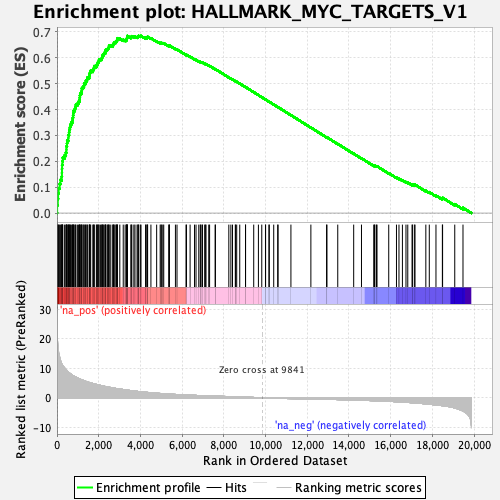 Enrichment plot: HALLMARK_MYC_TARGETS_V1
Enrichment score (ES)
0.7
0.6
0.5
0.4
0.3
0.2
0.1
0.0
Ranked list metric (PreRanked)
30
20
10
0
-10
'na_pos' (positively correlated)
Zero cross at 9841
'na_neg' (negatively correlated)
0
2,000
4,000
6,000
8,000
10,000
12,000
14,000
16,000
18,000
20,000
Rank in Ordered Dataset
Enrichment profile
Hits
Ranking metric scores